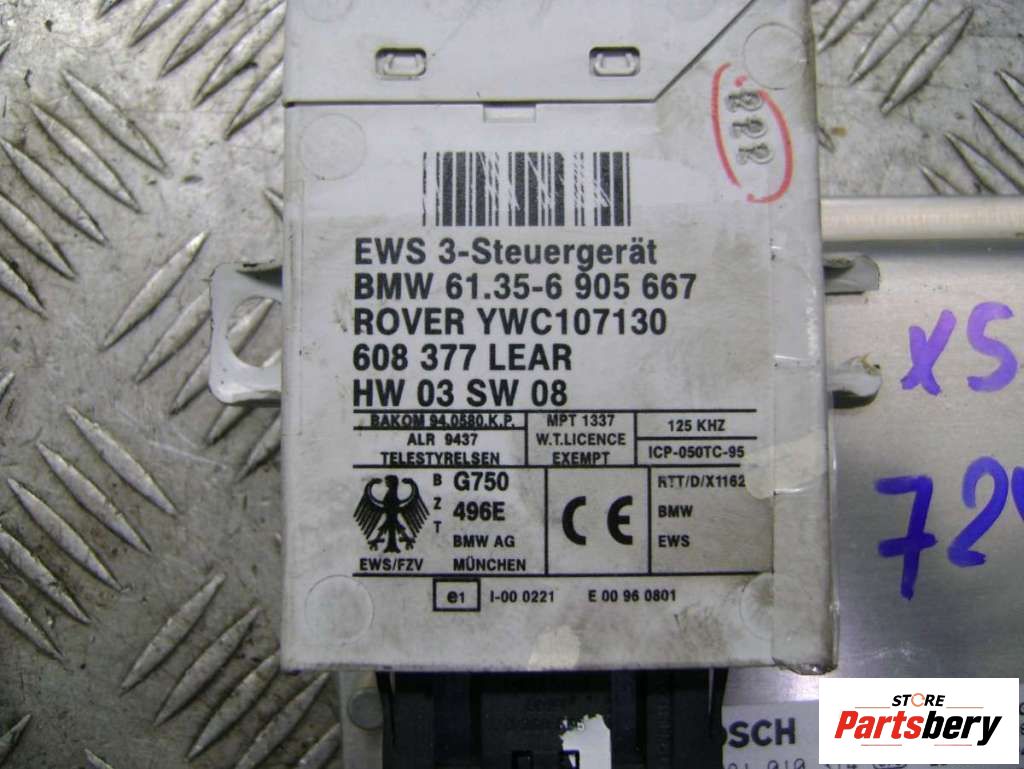 222
EWS 3-Steuergerät
BMW 61.35-6 905 667
ROVER YWC107130
608 377 LEAR
HW 03 SW 08
BAKOM 94.0580.K.P.
ALR 9437
TELESTYRELSEN
MPT 1337
W.T.LICENCE
EXEMPT
125 KHZ
ICP-050TC-95
BZT
G750
496E
BMW AG
EWS/FZV MÜNCHEN
CE
RTT/D/X1162
BMW
EWS
e1 I-00 0221 E 00 96 0801
X5
72
OSCH
STORE
Partsbery